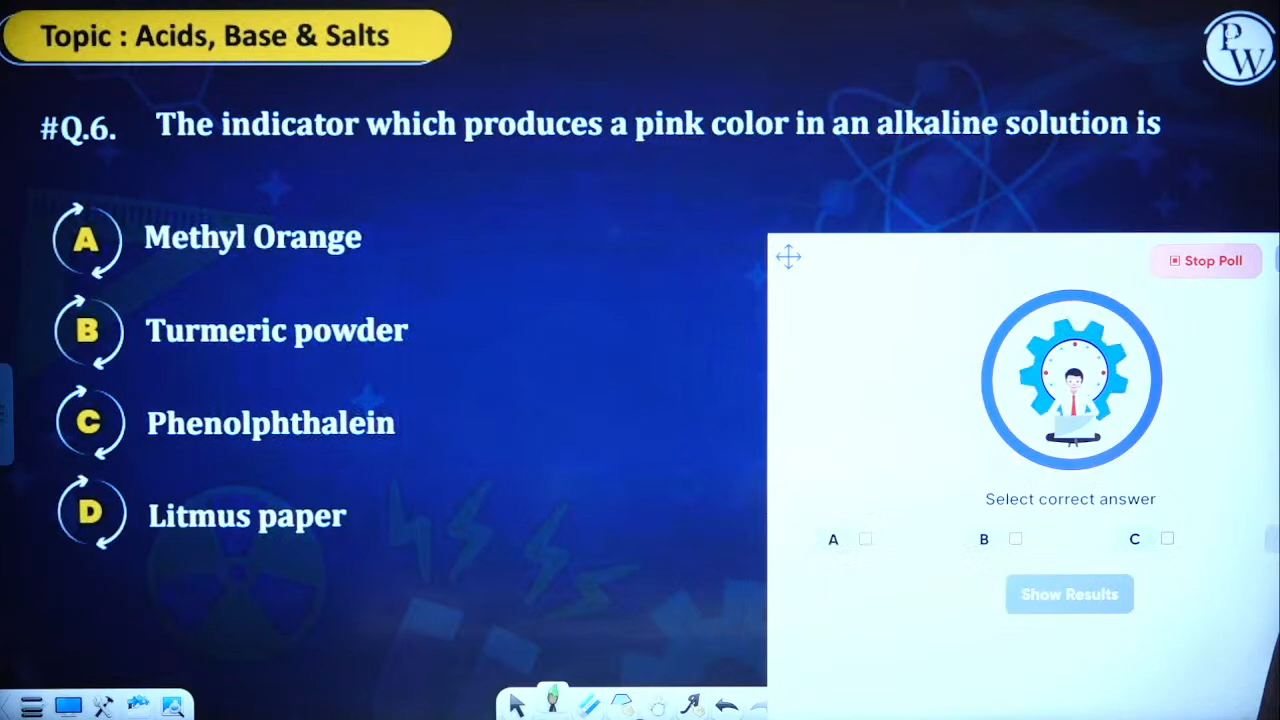 Topic : Acids, Base & Salts
PW
#Q.6. The indicator which produces a pink color in an alkaline solution is
A Methyl Orange
B Turmeric powder
C Phenolphthalein
D Litmus paper
Stop Poll
Select correct answer
A
B
C
Show Results